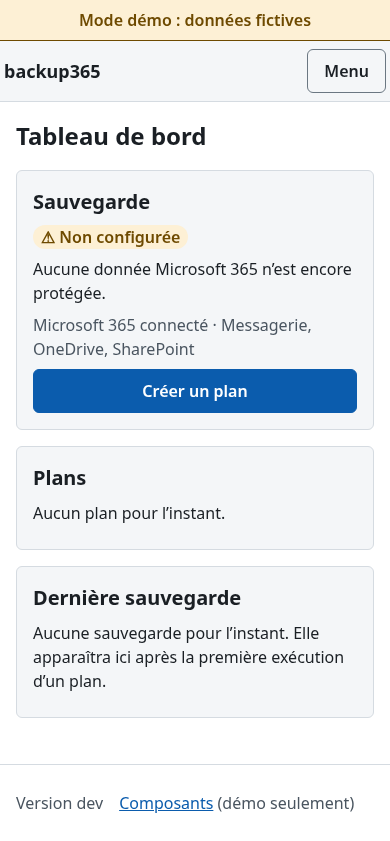 Mode démo : données fictives
backup365
Menu
Tableau de bord
Sauvegarde
⚠ Non configurée
Aucune donnée Microsoft 365 n’est encore
protégée.
Microsoft 365 connecté · Messagerie,
OneDrive, SharePoint
Créer un plan
Plans
Aucun plan pour l’instant.
Dernière sauvegarde
Aucune sauvegarde pour l’instant. Elle
apparaîtra ici après la première exécution
d’un plan.
Version dev Composants (démo seulement)